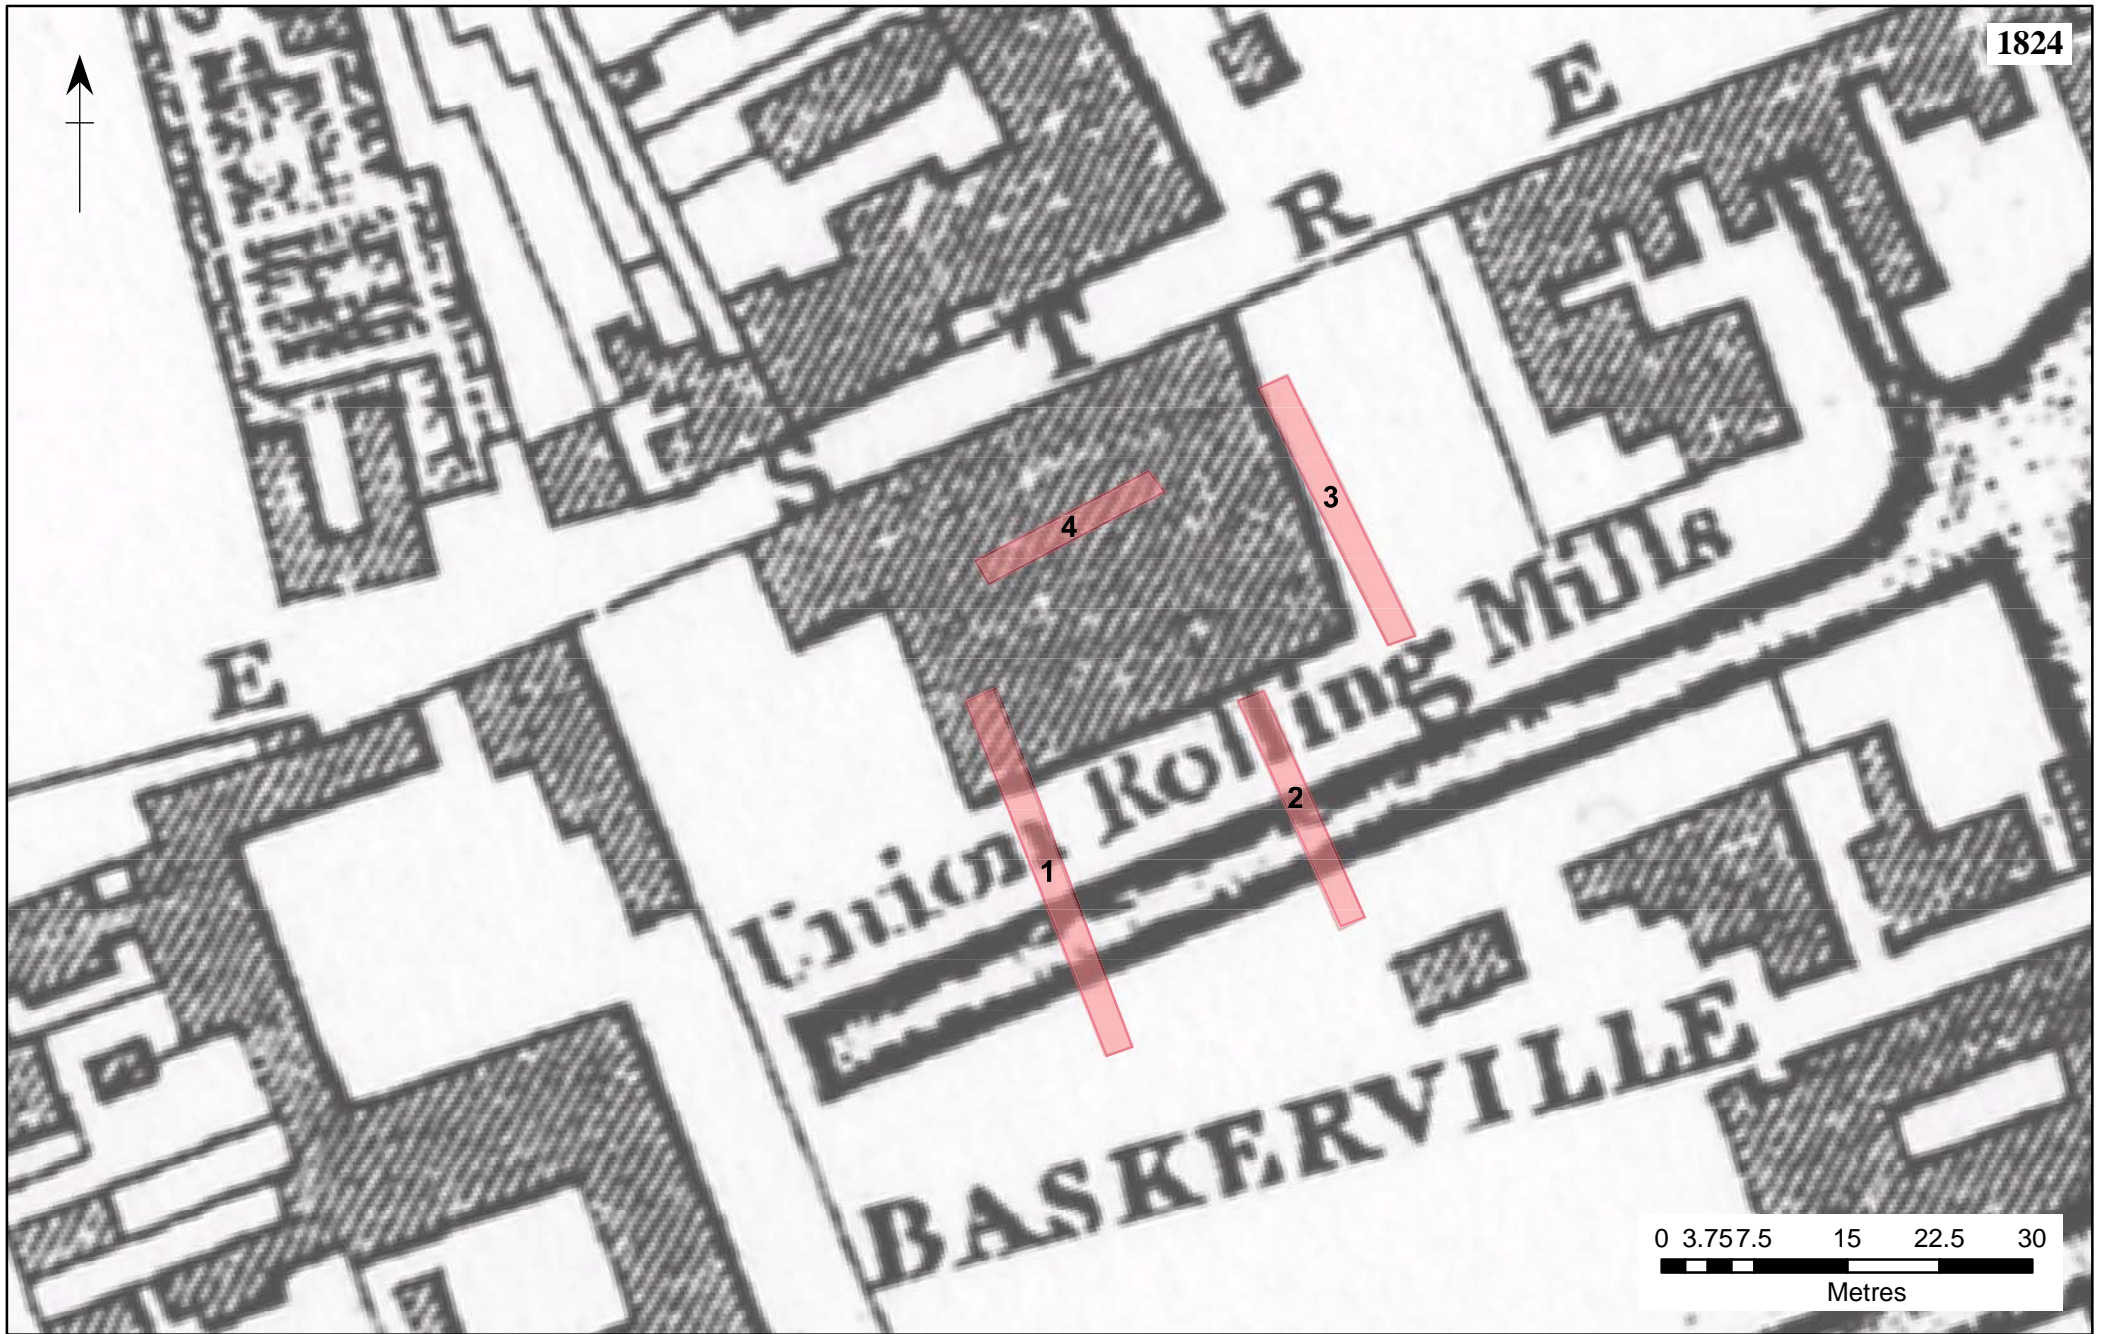 1824
S T R E E
E
3
4
Union Rolling Mills
2
1
BASKERVILLE
0 3.75 7.5 15 22.5 30
Metres